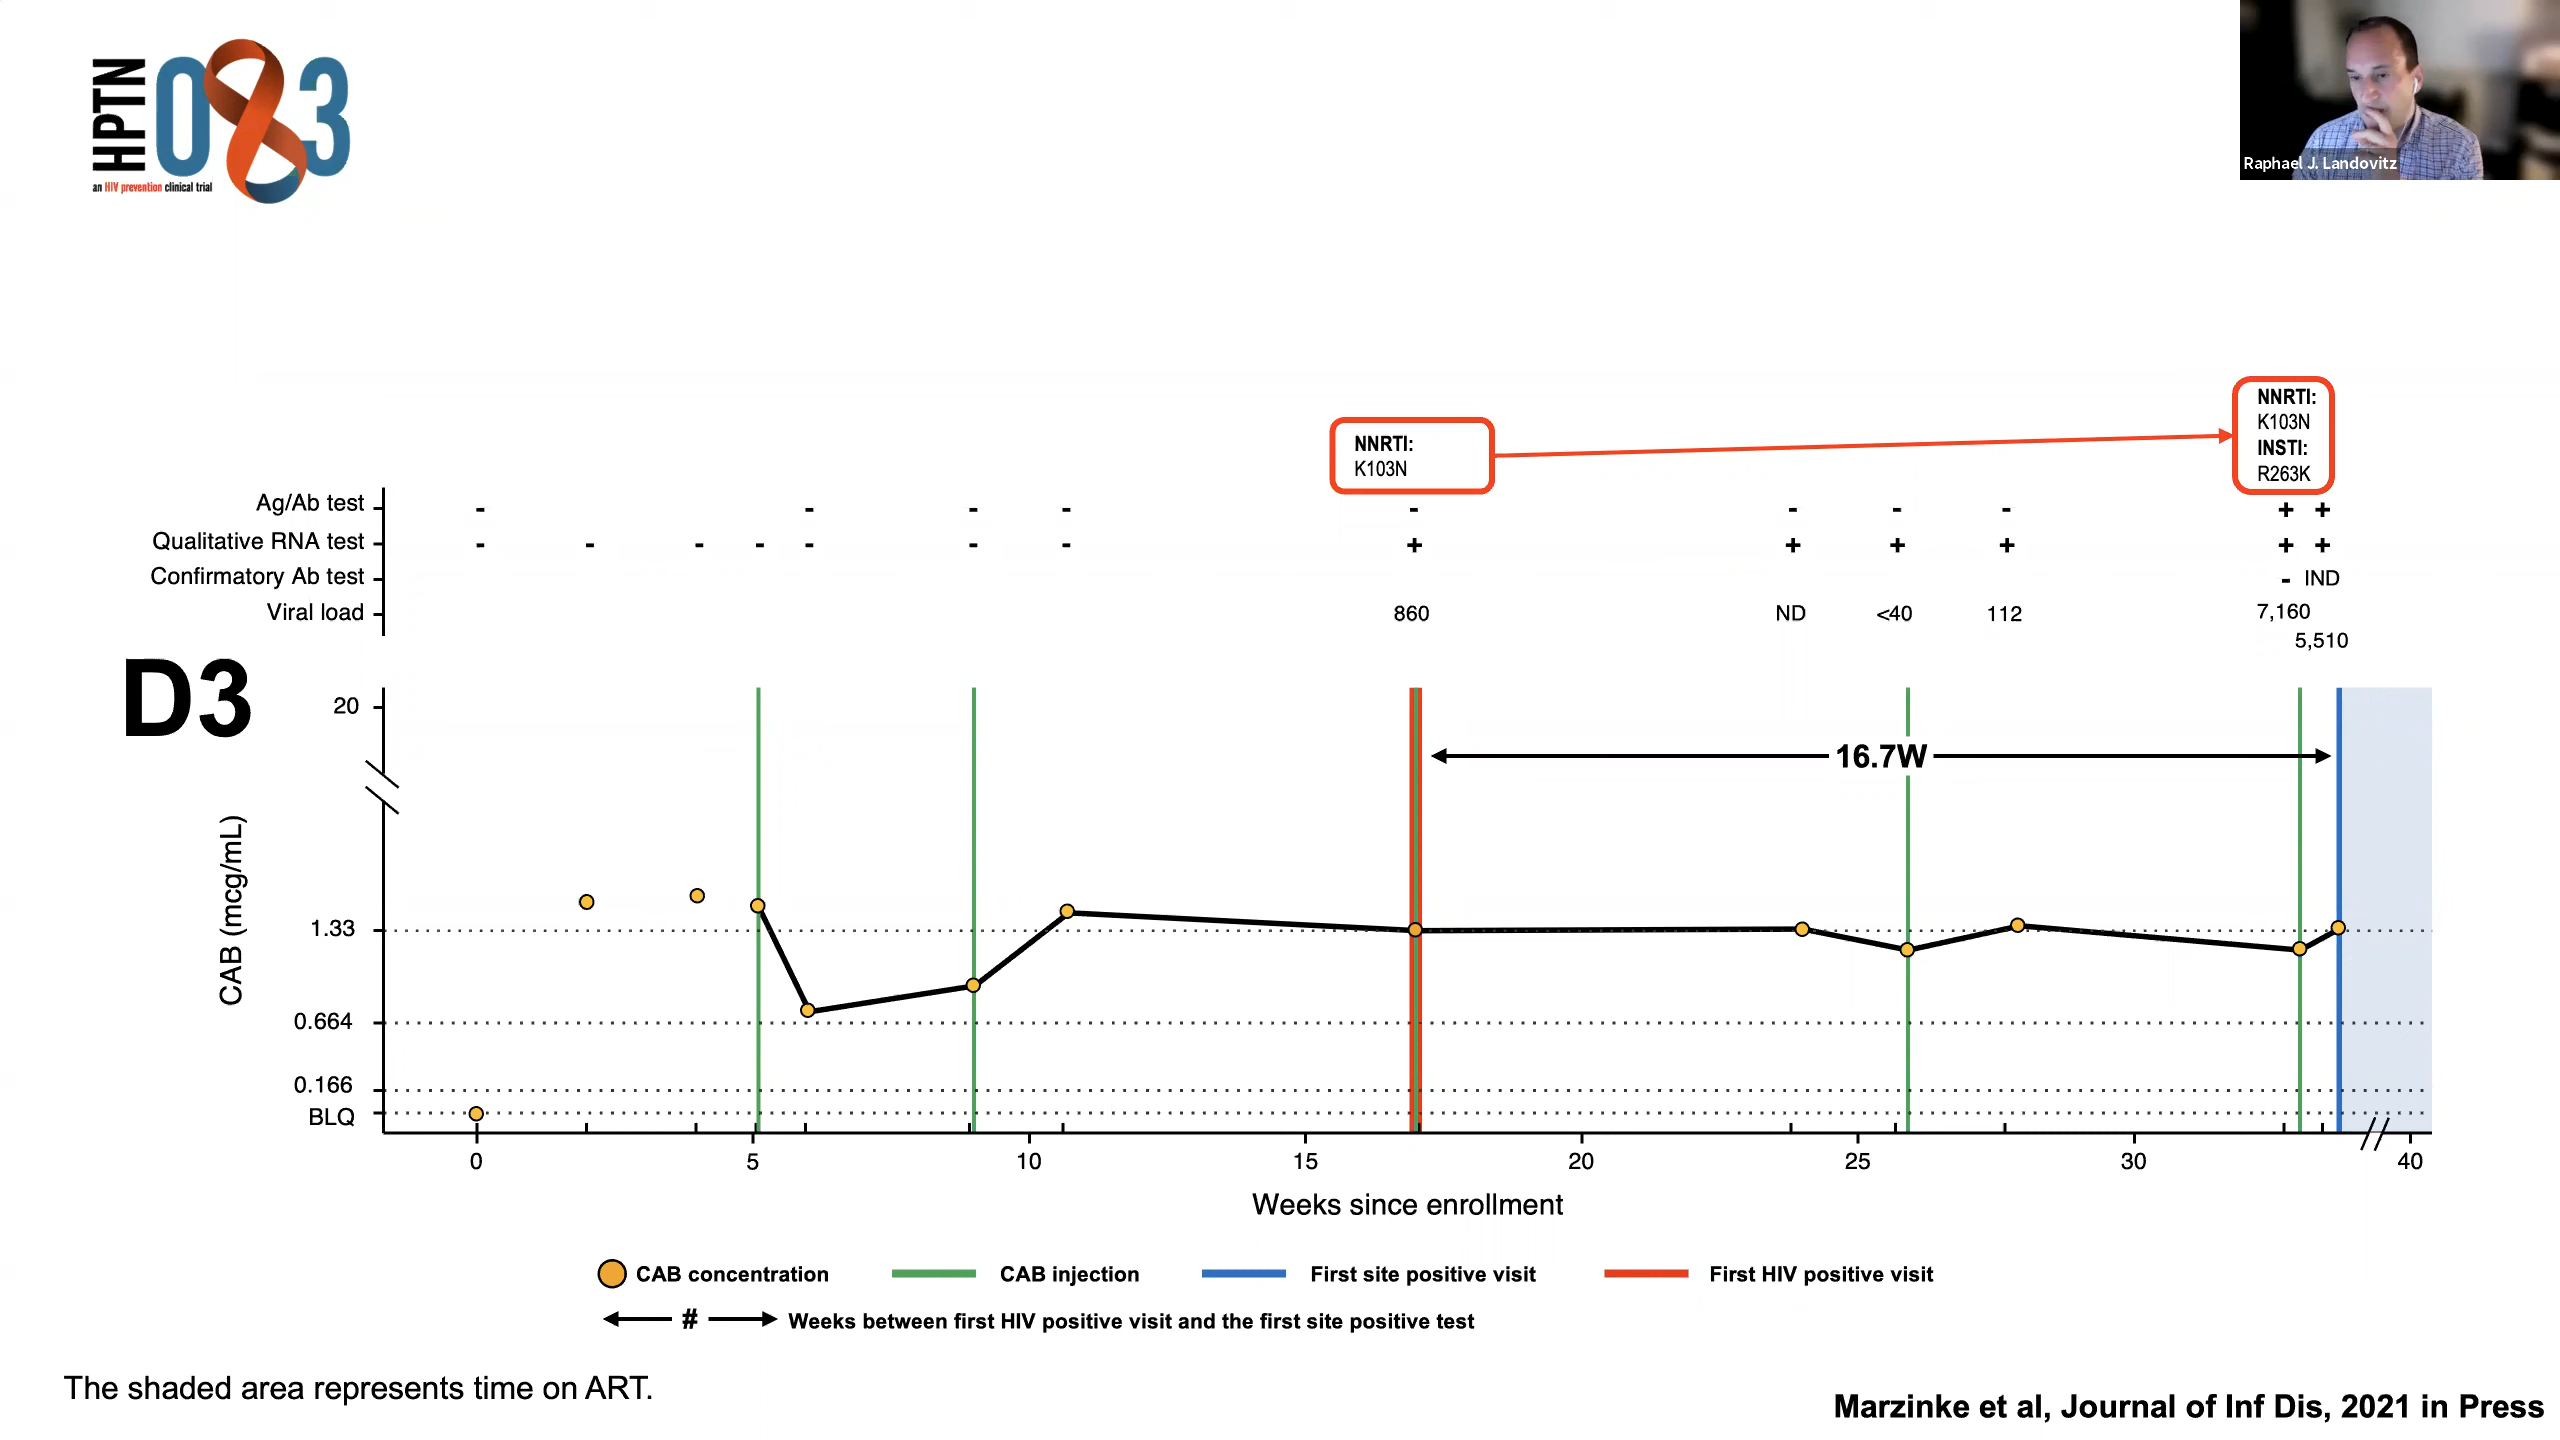 HPTN 083
an HIV prevention clinical trial
Raphael J. Landovitz
NNRTI:
K103N
NNRTI:
K103N
INSTI:
R263K
Ag/Ab test - - - - - - - - + +
Qualitative RNA test - - - - - - - + + + + + +
Confirmatory Ab test - IND
Viral load 860 ND <40 112 7,160
5,510
D3
20
16.7W
CAB (mcg/mL)
1.33
0.664
0.166
BLQ
0 5 10 15 20 25 30 40
Weeks since enrollment
CAB concentration CAB injection First site positive visit First HIV positive visit
# Weeks between first HIV positive visit and the first site positive test
The shaded area represents time on ART.
Marzinke et al, Journal of Inf Dis, 2021 in Press